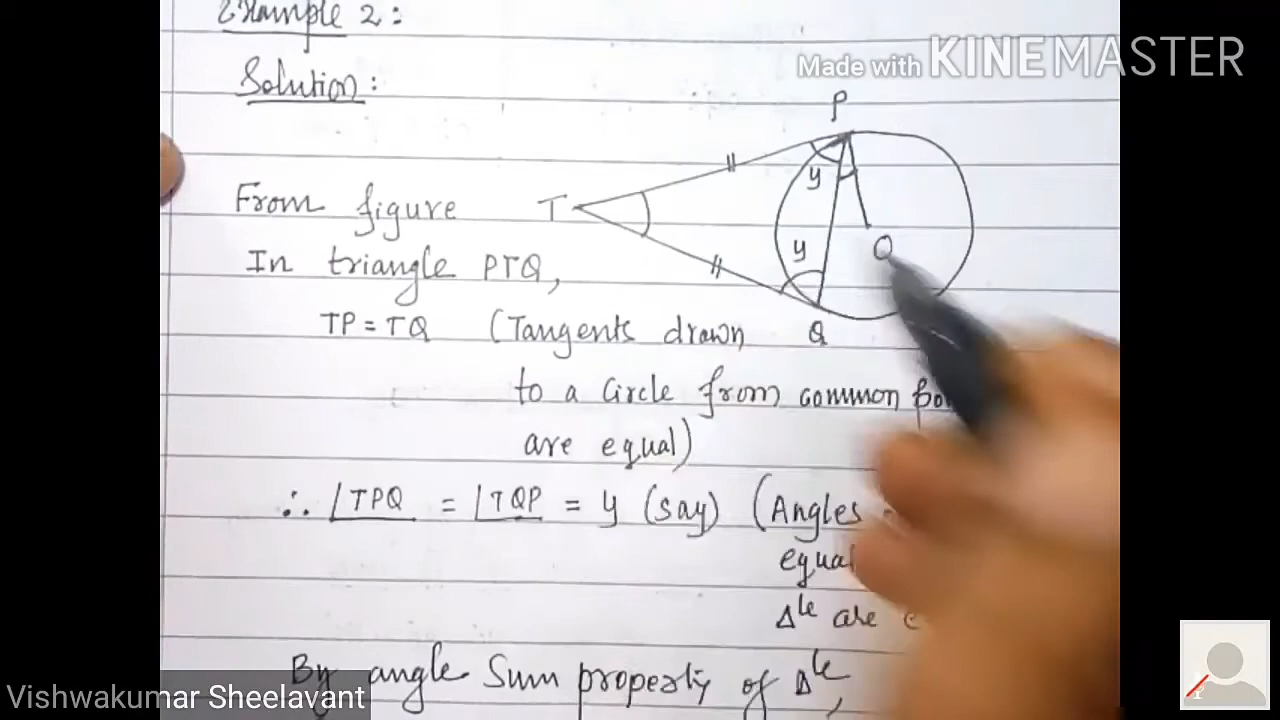 Example 2:
Solution:
Made with KINEMASTER
P
y
From figure
T
y
O
In triangle PTQ,
TP = TQ (Tangents drawn
Q
to a Circle from common
are equal)
∴ ∠TPQ = ∠TQP = y (say) (Angles
equal
Δle are
By angle Sum property of Δle,
Vishwakumar Sheelavant